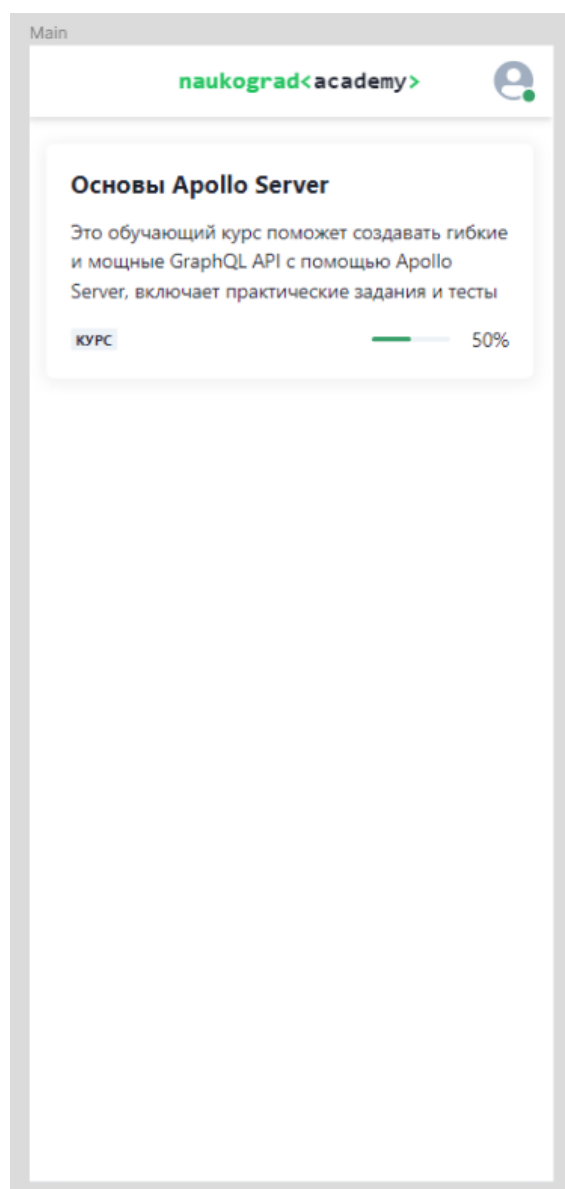 Main
naukograd<academy>
Основы Apollo Server
Это обучающий курс поможет создавать гибкие
и мощные GraphQL API с помощью Apollo
Server, включает практические задания и тесты
КУРС
50%